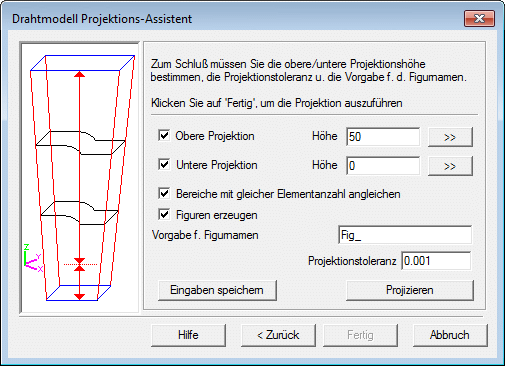 Drahtmodell Projektions-Assistent
Zum Schluß müssen Sie die obere/untere Projektionshöhe
bestimmen, die Projektionstoleranz u. die Vorgabe f. d. Figurnamen.
Klicken Sie auf 'Fertig', um die Projektion auszuführen
Obere Projektion Höhe 50 >>
Untere Projektion Höhe 0 >>
Bereiche mit gleicher Elementanzahl angleichen
Figuren erzeugen
Vorgabe f. Figurnamen Fig_
Projektionstoleranz 0.001
Z
Y
X
Eingaben speichern Projizieren
Hilfe < Zurück Fertig Abbruch